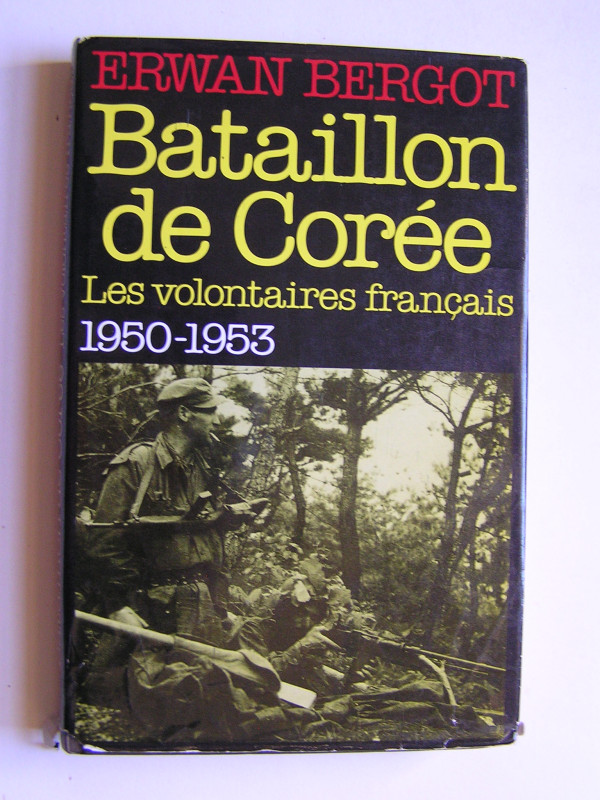 ERWAN BERGOT
Bataillon
de Corée
Les volontaires français
1950-1953